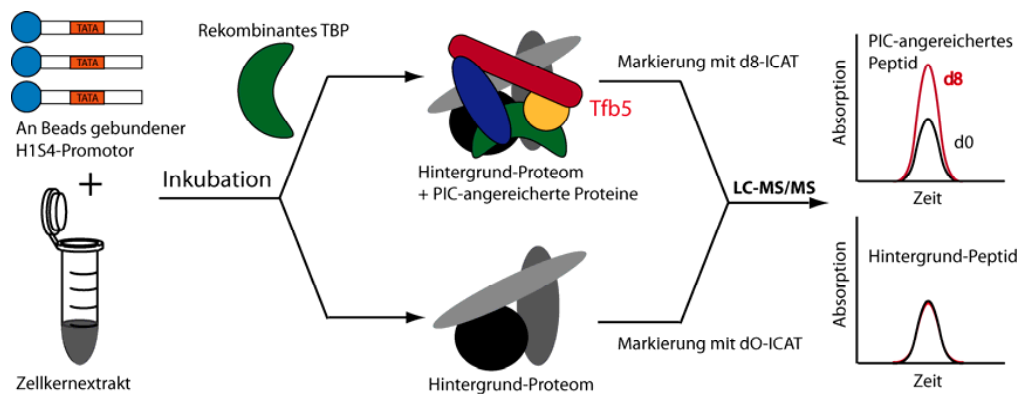 TATA
TATA
TATA
An Beads gebundener
H1S4-Promotor
+
Zellkernextrakt
Inkubation
Rekombinantes TBP
Tfb5
Hintergrund-Proteom
+ PIC-angereicherte Proteine
Hintergrund-Proteom
Markierung mit d8-ICAT
LC-MS/MS
Markierung mit dO-ICAT
PIC-angereichertes
Peptid
d8
d0
Absorption
Zeit
Hintergrund-Peptid
Absorption
Zeit